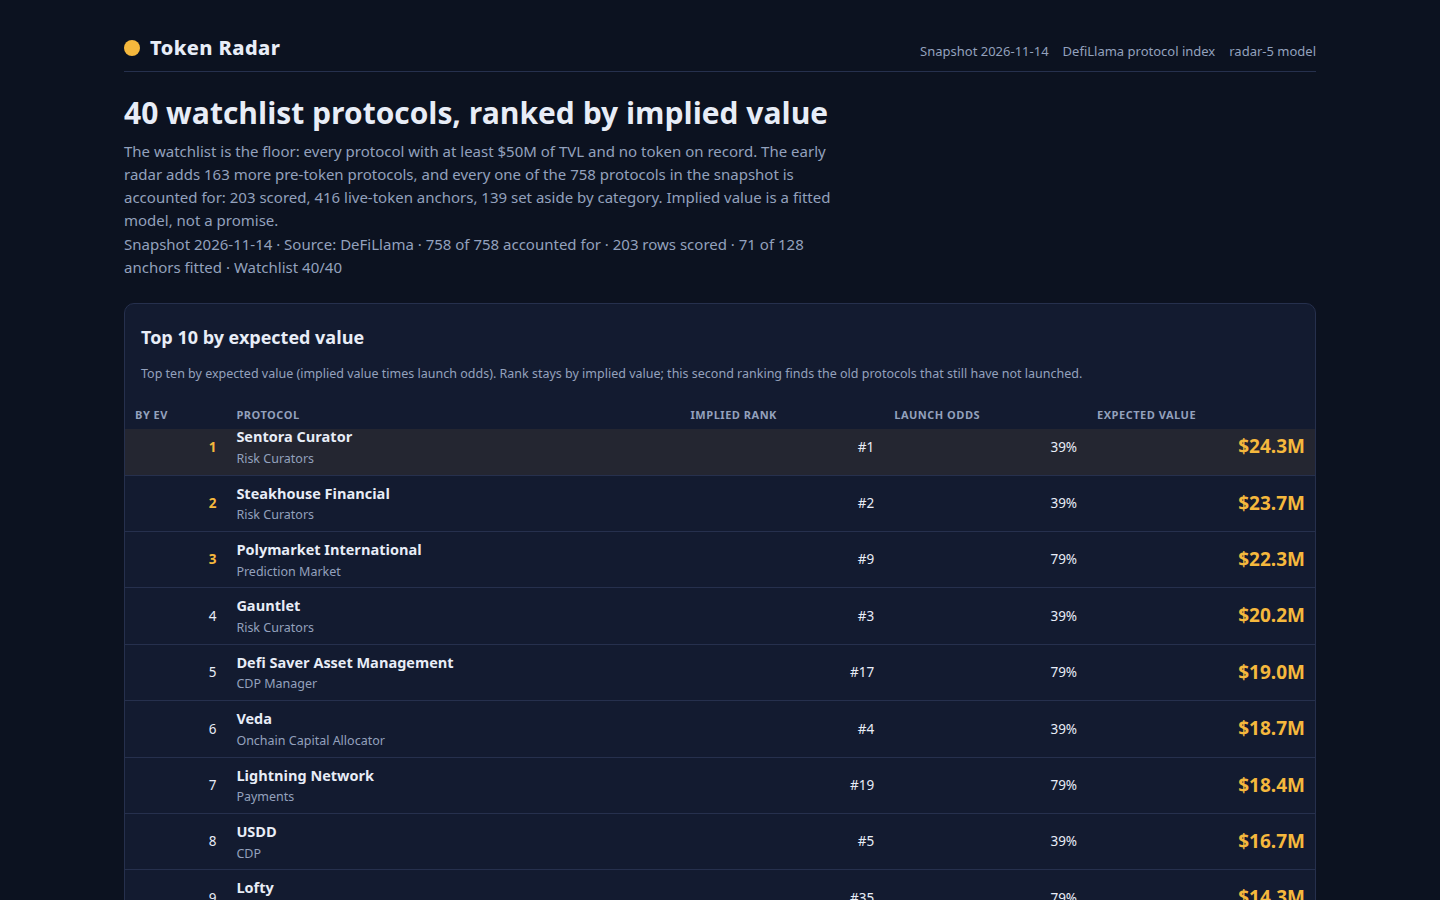 Token Radar
Snapshot 2026-11-14 DefiLlama protocol index radar-5 model
40 watchlist protocols, ranked by implied value
The watchlist is the floor: every protocol with at least $50M of TVL and no token on record. The early
radar adds 163 more pre-token protocols, and every one of the 758 protocols in the snapshot is
accounted for: 203 scored, 416 live-token anchors, 139 set aside by category. Implied value is a fitted
model, not a promise.
Snapshot 2026-11-14 · Source: DeFiLlama · 758 of 758 accounted for · 203 rows scored · 71 of 128
anchors fitted · Watchlist 40/40
Top 10 by expected value
Top ten by expected value (implied value times launch odds). Rank stays by implied value; this second ranking finds the old protocols that still have not launched.
BY EV PROTOCOL IMPLIED RANK LAUNCH ODDS EXPECTED VALUE
1 Sentora Curator #1 39% $24.3M
Risk Curators
2 Steakhouse Financial #2 39% $23.7M
Risk Curators
3 Polymarket International #9 79% $22.3M
Prediction Market
4 Gauntlet #3 39% $20.2M
Risk Curators
5 Defi Saver Asset Management #17 79% $19.0M
CDP Manager
6 Veda #4 39% $18.7M
Onchain Capital Allocator
7 Lightning Network #19 79% $18.4M
Payments
8 USDD #5 39% $16.7M
CDP
9 Lofty #35 79% $14.3M